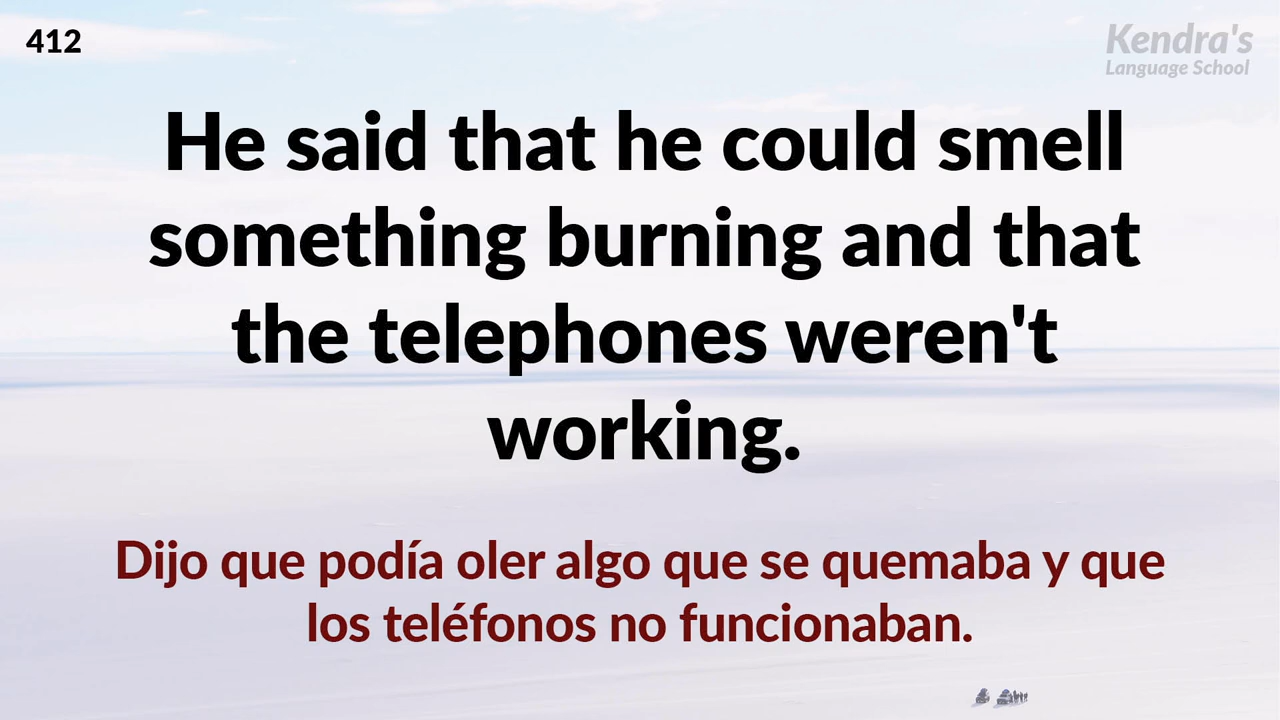 412
Kendra's
Language School
He said that he could smell
something burning and that
the telephones weren't
working.
Dijo que podía oler algo que se quemaba y que
los teléfonos no funcionaban.